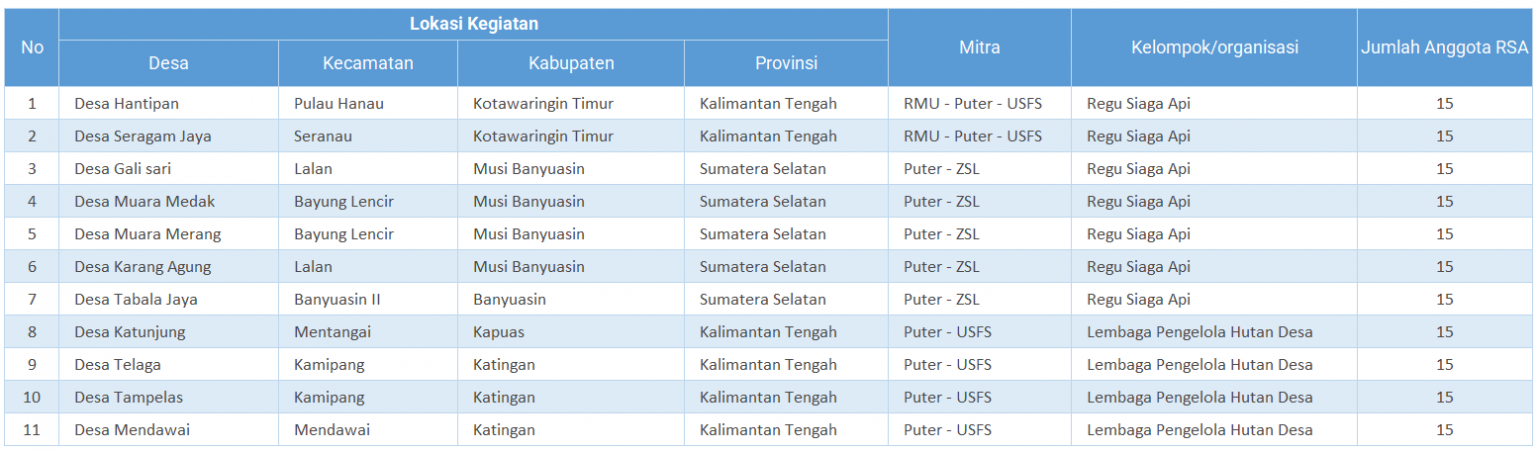 No Lokasi Kegiatan Mitra Kelompok/organisasi Jumlah Anggota RSA
Desa Kecamatan Kabupaten Provinsi
1 Desa Hantipan Pulau Hanau Kotawaringin Timur Kalimantan Tengah RMU - Puter - USFS Regu Siaga Api 15
2 Desa Seragam Jaya Seranau Kotawaringin Timur Kalimantan Tengah RMU - Puter - USFS Regu Siaga Api 15
3 Desa Gali sari Lalan Musi Banyuasin Sumatera Selatan Puter - ZSL Regu Siaga Api 15
4 Desa Muara Medak Bayung Lencir Musi Banyuasin Sumatera Selatan Puter - ZSL Regu Siaga Api 15
5 Desa Muara Merang Bayung Lencir Musi Banyuasin Sumatera Selatan Puter - ZSL Regu Siaga Api 15
6 Desa Karang Agung Lalan Musi Banyuasin Sumatera Selatan Puter - ZSL Regu Siaga Api 15
7 Desa Tabala Jaya Banyuasin II Banyuasin Sumatera Selatan Puter - ZSL Regu Siaga Api 15
8 Desa Katunjung Mentangai Kapuas Kalimantan Tengah Puter - USFS Lembaga Pengelola Hutan Desa 15
9 Desa Telaga Kamipang Katingan Kalimantan Tengah Puter - USFS Lembaga Pengelola Hutan Desa 15
10 Desa Tampelas Kamipang Katingan Kalimantan Tengah Puter - USFS Lembaga Pengelola Hutan Desa 15
11 Desa Mendawai Mendawai Katingan Kalimantan Tengah Puter - USFS Lembaga Pengelola Hutan Desa 15